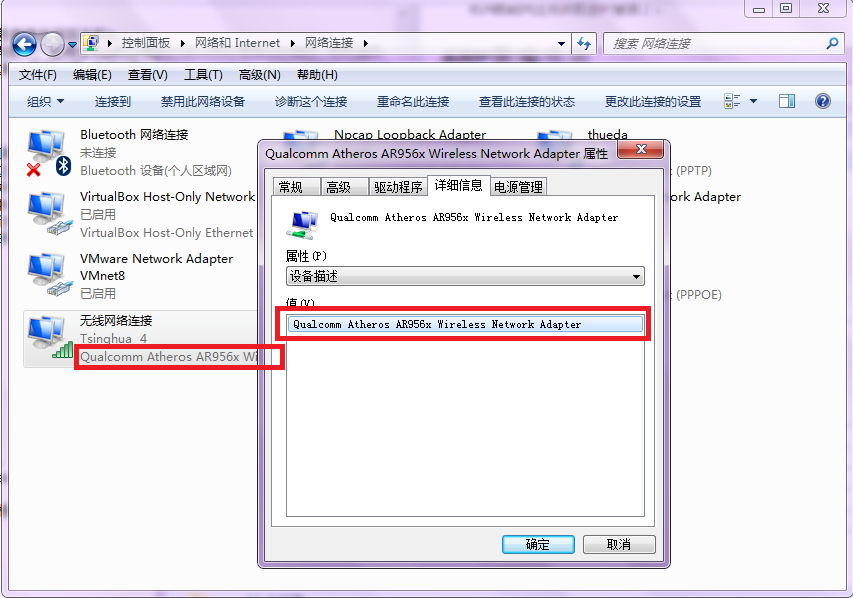 控制面板 ▸ 网络和 Internet ▸ 网络连接 ▸
搜索 网络连接
文件(F) 编辑(E) 查看(V) 工具(T) 高级(N) 帮助(H)
组织 连接到 禁用此网络设备 诊断这个连接 重命名此连接 查看此连接的状态 更改此连接的设置
Bluetooth 网络连接
未连接
Bluetooth 设备(个人区域网)
VirtualBox Host-Only Network
已启用
VirtualBox Host-Only Ethernet
VMware Network Adapter
VMnet8
已启用
无线网络连接
Tsinghua 4
Qualcomm Atheros AR956x Wi
Npcap Loopback Adapter
thueda
(PPTP)
ork Adapter
(PPPOE)
Qualcomm Atheros AR956x Wireless Network Adapter 属性
常规 高级 驱动程序 详细信息 电源管理
Qualcomm Atheros AR956x Wireless Network Adapter
属性(P)
设备描述
值(V)
Qualcomm Atheros AR956x Wireless Network Adapter
确定 取消